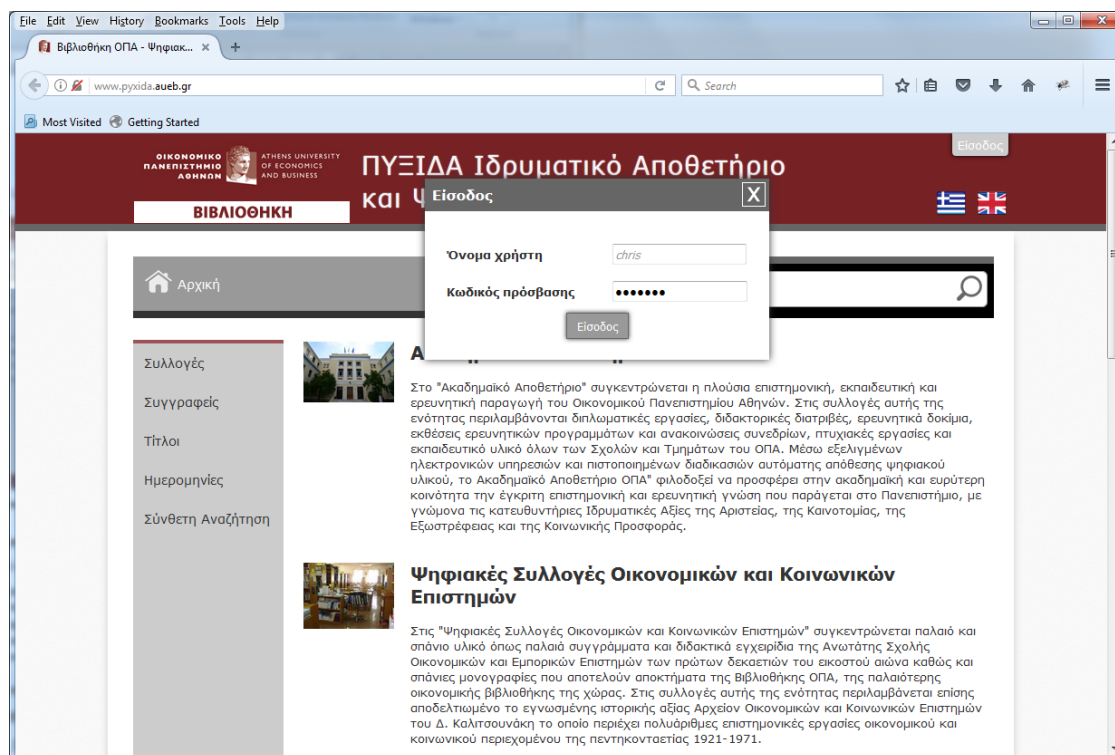 File Edit View History Bookmarks Tools Help
Βιβλιοθήκη ΟΠΑ - Ψηφιακ... × +
www.pyxida.aueb.gr
Search
Most Visited Getting Started
ΟΙΚΟΝΟΜΙΚΟ
ΠΑΝΕΠΙΣΤΗΜΙΟ
ΑΘΗΝΩΝ
ATHENS UNIVERSITY
OF ECONOMICS
AND BUSINESS
ΒΙΒΛΙΟΘΗΚΗ
ΠΥΞΙΔΑ Ιδρυματικό Αποθετήριο
και
Είσοδος
Είσοδος X
Όνομα χρήστη chris
Κωδικός πρόσβασης •••••••
Είσοδος
Αρχική
Συλλογές
Συγγραφείς
Τίτλοι
Ημερομηνίες
Σύνθετη Αναζήτηση
Στο "Ακαδημαϊκό Αποθετήριο" συγκεντρώνεται η πλούσια επιστημονική, εκπαιδευτική και
ερευνητική παραγωγή του Οικονομικού Πανεπιστημίου Αθηνών. Στις συλλογές αυτής της
ενότητας περιλαμβάνονται διπλωματικές εργασίες, διδακτορικές διατριβές, ερευνητικά δοκίμια,
εκθέσεις ερευνητικών προγραμμάτων και ανακοινώσεις συνεδρίων, πτυχιακές εργασίες και
εκπαιδευτικό υλικό όλων των Σχολών και Τμημάτων του ΟΠΑ. Μέσω εξελιγμένων
ηλεκτρονικών υπηρεσιών και πιστοποιημένων διαδικασιών αυτόματης απόθεσης ψηφιακού
υλικού, το Ακαδημαϊκό Αποθετήριο ΟΠΑ" φιλοδοξεί να προσφέρει στην ακαδημαϊκή και ευρύτερη
κοινότητα την έγκριτη επιστημονική και ερευνητική γνώση που παράγεται στο Πανεπιστήμιο, με
γνώμονα τις κατευθυντήριες Ιδρυματικές Αξίες της Αριστείας, της Καινοτομίας, της
Εξωστρέφειας και της Κοινωνικής Προσφοράς.
Ψηφιακές Συλλογές Οικονομικών και Κοινωνικών
Επιστημών
Στις "Ψηφιακές Συλλογές Οικονομικών και Κοινωνικών Επιστημών" συγκεντρώνεται παλαιό και
σπάνιο υλικό όπως παλαιά συγγράμματα και διδακτικά εγχειρίδια της Ανωτάτης Σχολής
Οικονομικών και Εμπορικών Επιστημών των πρώτων δεκαετιών του εικοστού αιώνα καθώς και
σπάνιες μονογραφίες που αποτελούν αποκτήματα της Βιβλιοθήκης ΟΠΑ, της παλαιότερης
οικονομικής βιβλιοθήκης της χώρας. Στις συλλογές αυτής της ενότητας περιλαμβάνεται επίσης
αποδελτιωμένο το εγνωσμένης ιστορικής αξίας Αρχείον Οικονομικών και Κοινωνικών Επιστημών
του Δ. Καλιτσουνάκη το οποίο περιέχει πολυάριθμες επιστημονικές εργασίες οικονομικού και
κοινωνικού περιεχομένου της πεντηκονταετίας 1921-1971.